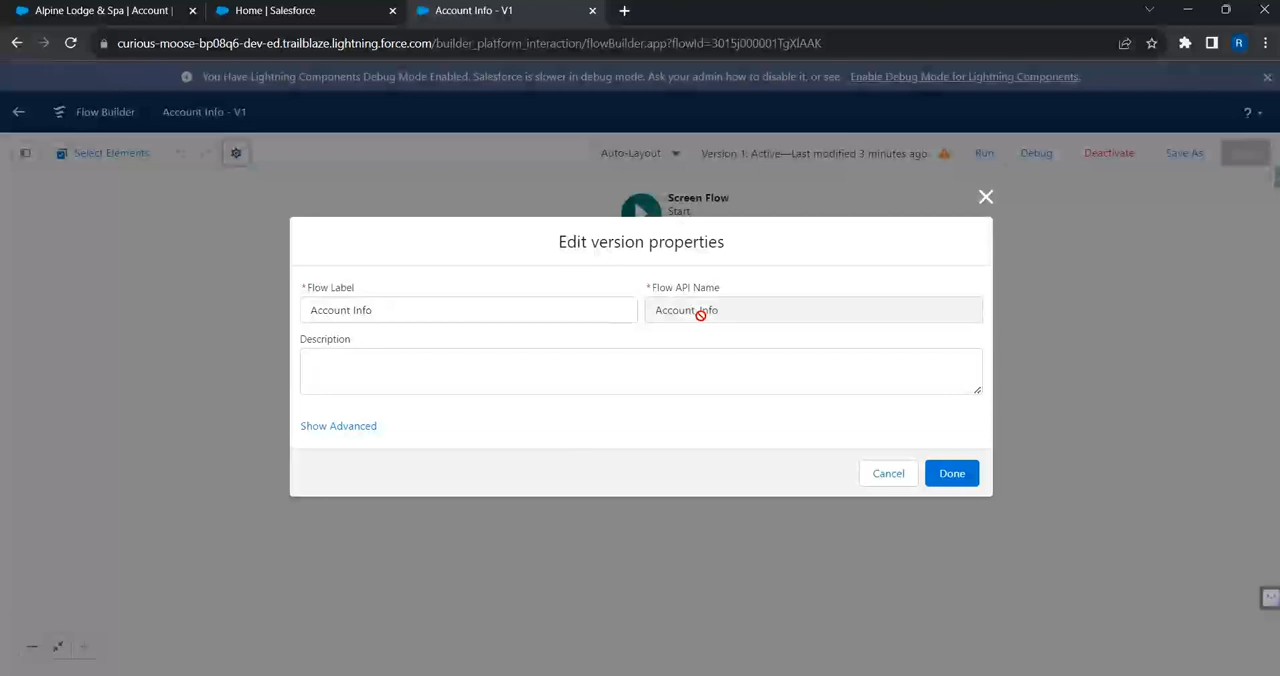 Alpine Lodge & Spa | Account |
Home | Salesforce
Account Info - V1
curious-moose-bp08q6-dev-ed.trailblaze.lightning.force.com/builder_platform_interaction/flowBuilder.app?flowId=3015j000001TgXlAAK
R
You Have Lightning Components Debug Mode Enabled. Salesforce is slower in debug mode. Ask your admin how to disable it, or see Enable Debug Mode for Lightning Components.
Flow Builder
Account Info - V1
?
Select Elements
Auto-Layout
Version 1: Active—Last modified 3 minutes ago
Run
Debug
Deactivate
Save As
Screen Flow
Start
Edit version properties
*Flow Label
*Flow API Name
Account Info
Description
Show Advanced
Cancel
Done